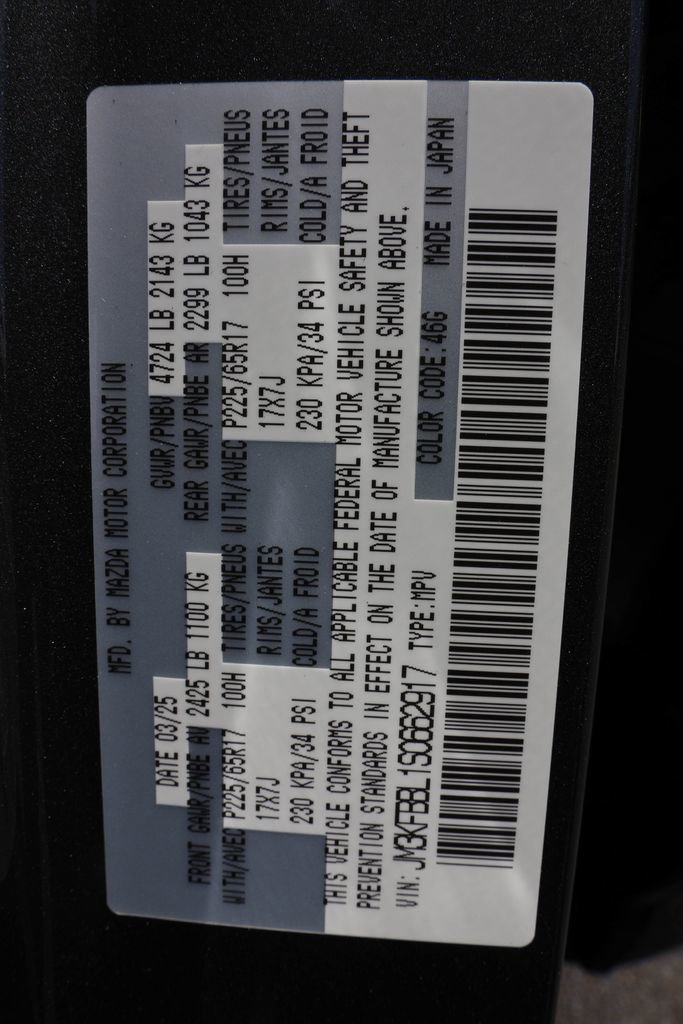 MFD. BY MAZDA MOTOR CORPORATION
DATE 03/25 GVWR/PNBV 4724 LB 2143 KG
FRONT GAWR/PNBE AV 2425 LB 1100 KG REAR GAWR/PNBE AR 2299 LB 1043 KG
WITH/AVEC P225/65R17 100H TIRES/PNEUS WITH/AVEC P225/65R17 100H TIRES/PNEUS
17X7J RIMS/JANTES 17X7J RIMS/JANTES
230 KPA/34 PSI COLD/A FROID 230 KPA/34 PSI COLD/A FROID
THIS VEHICLE CONFORMS TO ALL APPLICABLE FEDERAL MOTOR VEHICLE SAFETY AND THEFT
PREVENTION STANDARDS IN EFFECT ON THE DATE OF MANUFACTURE SHOWN ABOVE.
VIN: JM3KFBBL1S0662917 TYPE:MPV COLOR CODE:46G MADE IN JAPAN